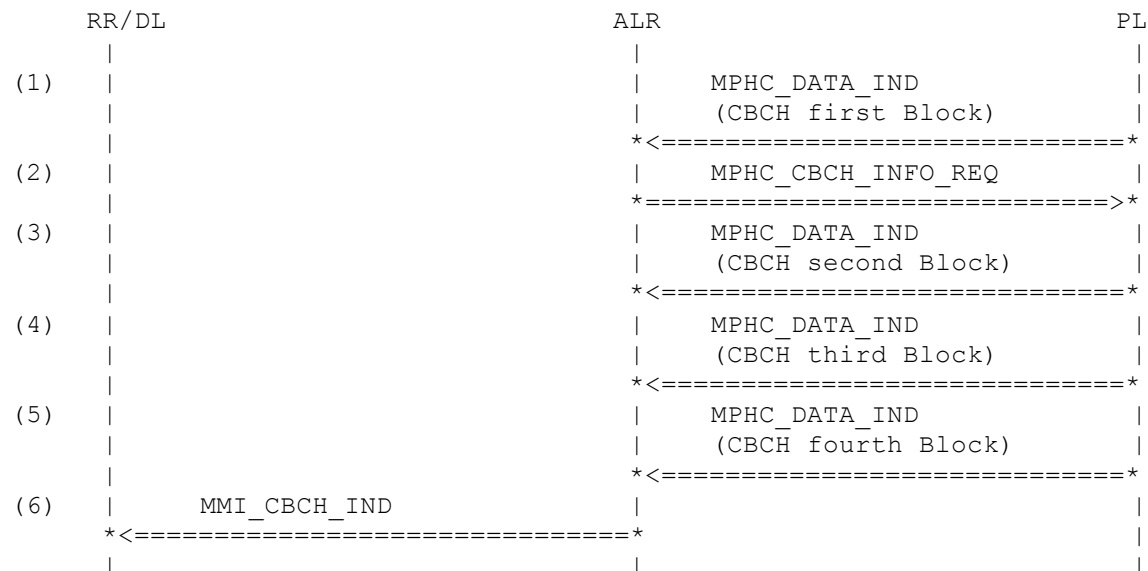 RR/DL ALR PL
| | |
(1) | | MPHC_DATA_IND |
| | (CBCH first Block) |
| *<=============================*
(2) | | MPHC_CBCH_INFO_REQ |
| *=============================>*
(3) | | MPHC_DATA_IND |
| | (CBCH second Block) |
| *<=============================*
(4) | | MPHC_DATA_IND |
| | (CBCH third Block) |
| *<=============================*
(5) | | MPHC_DATA_IND |
| | (CBCH fourth Block) |
| *<=============================*
(6) | MMI_CBCH_IND | |
*<===============================* |
| | |